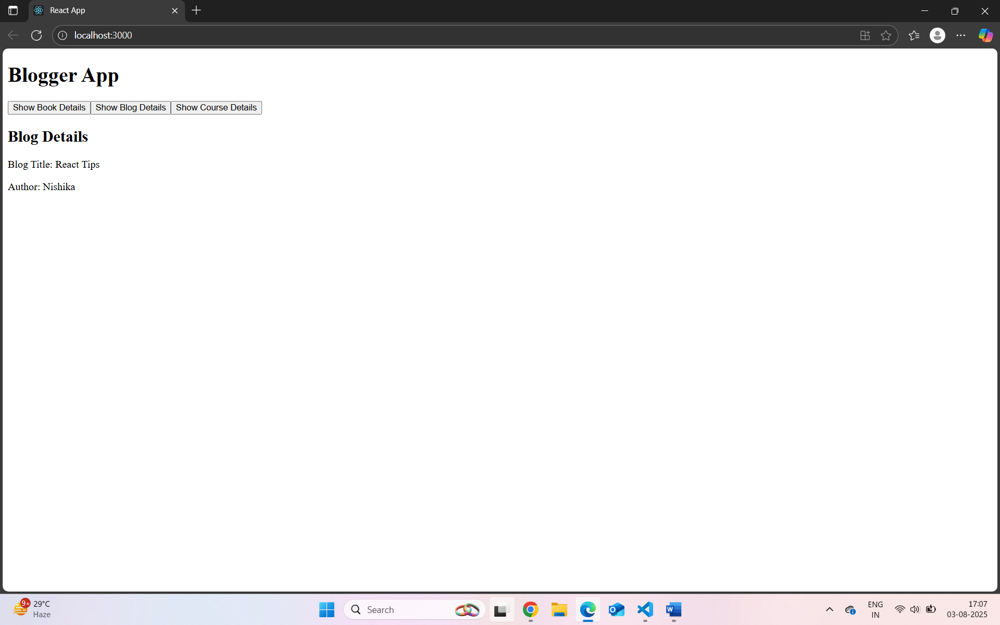 React App
localhost:3000
Blogger App
Show Book Details Show Blog Details Show Course Details
Blog Details
Blog Title: React Tips
Author: Nishika
9+
29°C
Haze
Search
ENG
IN
17:07
03-08-2025